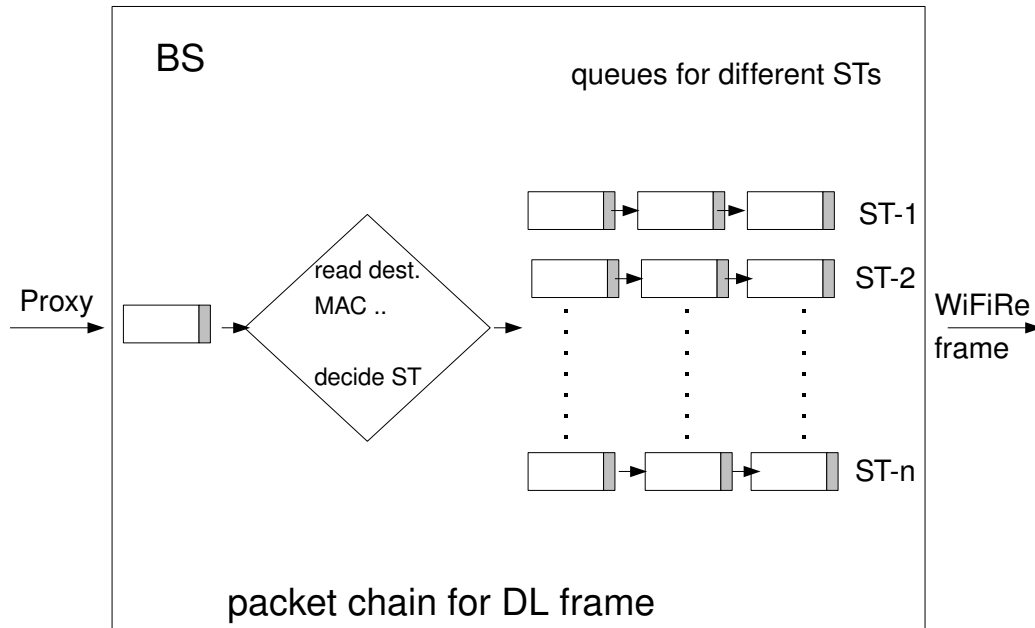 BS
queues for different STs
ST-1
read dest.
MAC ..
decide ST
ST-2
Proxy
WiFiRe
frame
ST-n
packet chain for DL frame